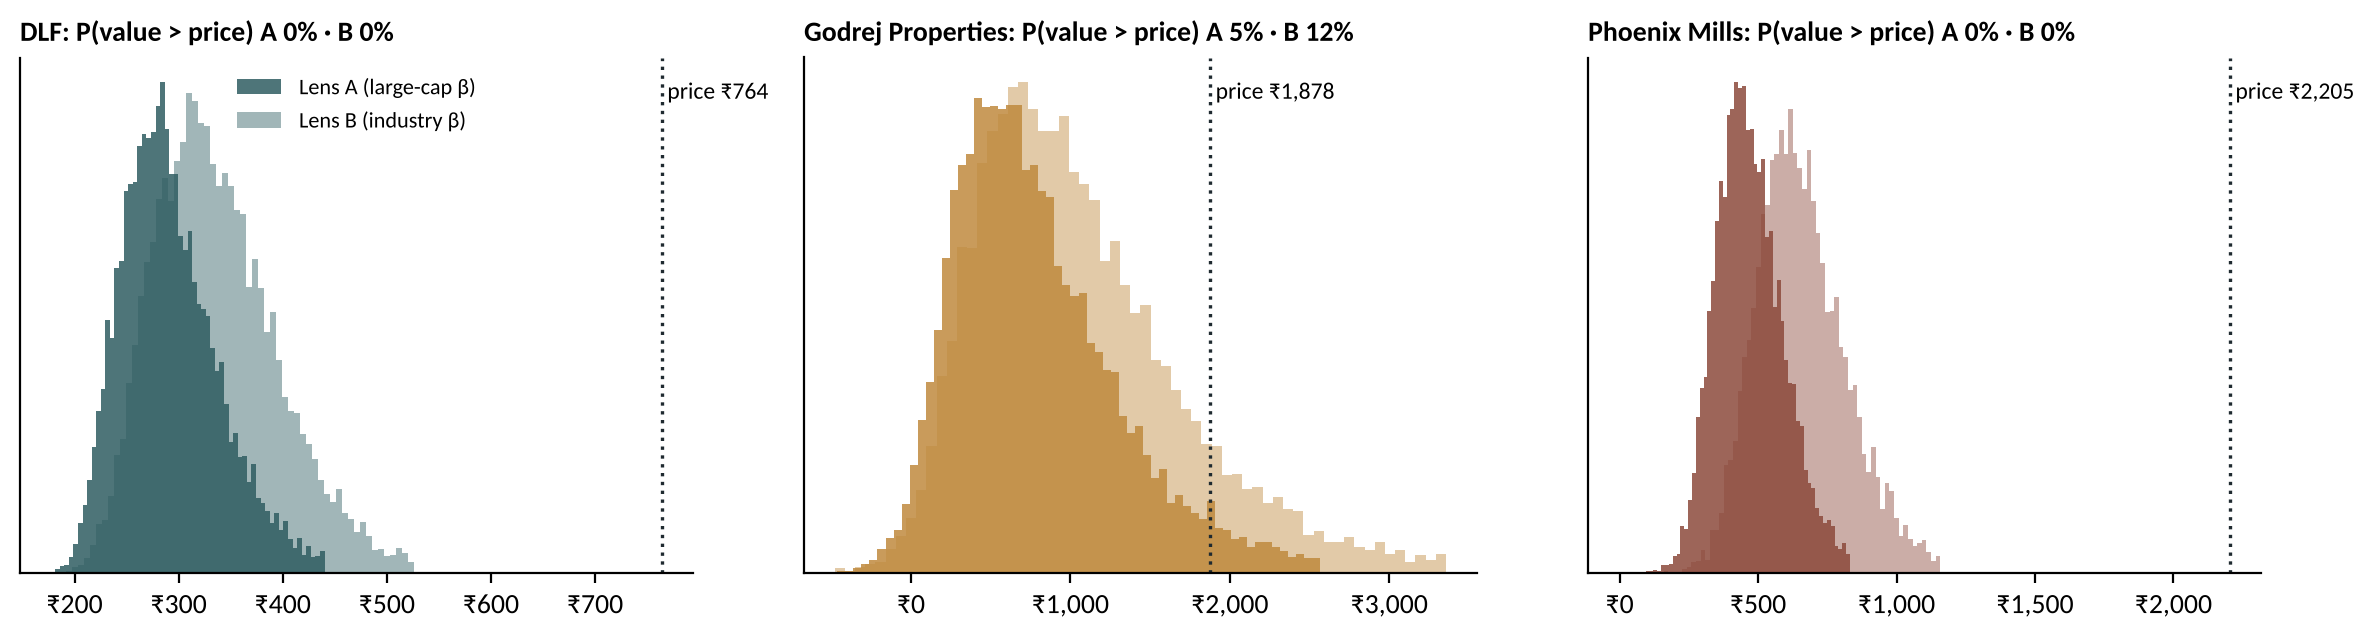 DLF: P(value > price) A 0% · B 0%
Lens A (large-cap β)
Lens B (industry β)
price ₹764
₹200 ₹300 ₹400 ₹500 ₹600 ₹700
Godrej Properties: P(value > price) A 5% · B 12%
price ₹1,878
₹0 ₹1,000 ₹2,000 ₹3,000
Phoenix Mills: P(value > price) A 0% · B 0%
price ₹2,205
₹0 ₹500 ₹1,000 ₹1,500 ₹2,000